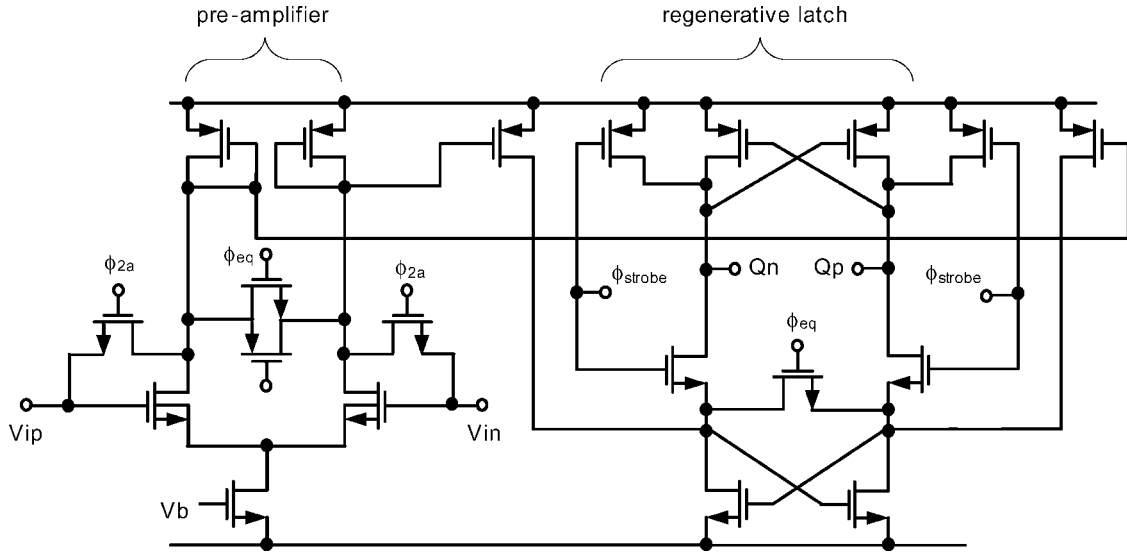 pre-amplifier
regenerative latch
ϕ2a
ϕeq
ϕ2a
ϕstrobe
Qn
Qp
ϕstrobe
ϕeq
Vip
Vin
Vb